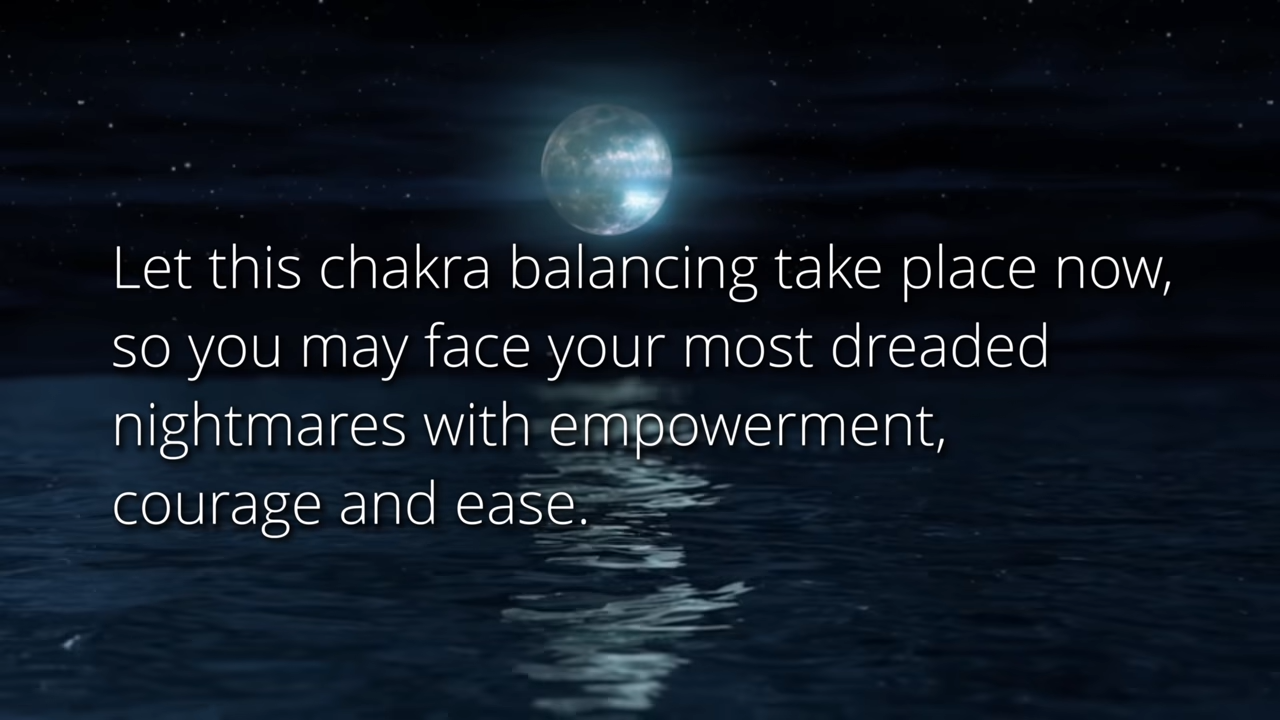 Let this chakra balancing take place now,
so you may face your most dreaded
nightmares with empowerment,
courage and ease.